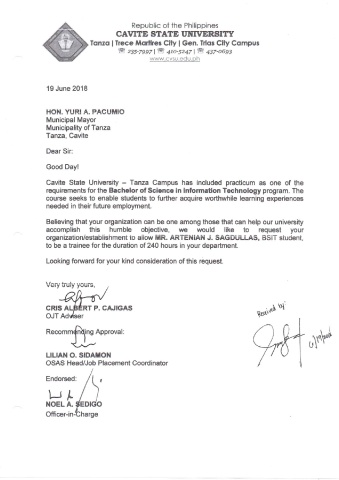 Republic of the Philippines
CAVITE STATE UNIVERSITY
Tanza | Trece Martires City | Gen. Trias City Campus
☎ 235-7997 | ☎ 410-5247 | ☎ 437-0693
www.cvsu.edu.ph
19 June 2018
HON. YURI A. PACUMIO
Municipal Mayor
Municipality of Tanza
Tanza, Cavite
Dear Sir:
Good Day!
Cavite State University – Tanza Campus has included practicum as one of the
requirements for the Bachelor of Science in Information Technology program. The
course seeks to enable students to further acquire worthwhile learning experiences
needed in their future employment.
Believing that your organization can be one among those that can help our university
accomplish this humble objective, we would like to request your
organization/establishment to allow MR. ARTENIAN J. SAGDULLAS, BSIT student,
to be a trainee for the duration of 240 hours in your department.
Looking forward for your kind consideration of this request.
Very truly yours,
CRIS ALBERT P. CAJIGAS
OJT Adviser
Received by:
Recommending Approval:
LILIAN O. SIDAMON
OSAS Head/Job Placement Coordinator
Endorsed:
NOEL A. SEDIGO
Officer-in-Charge